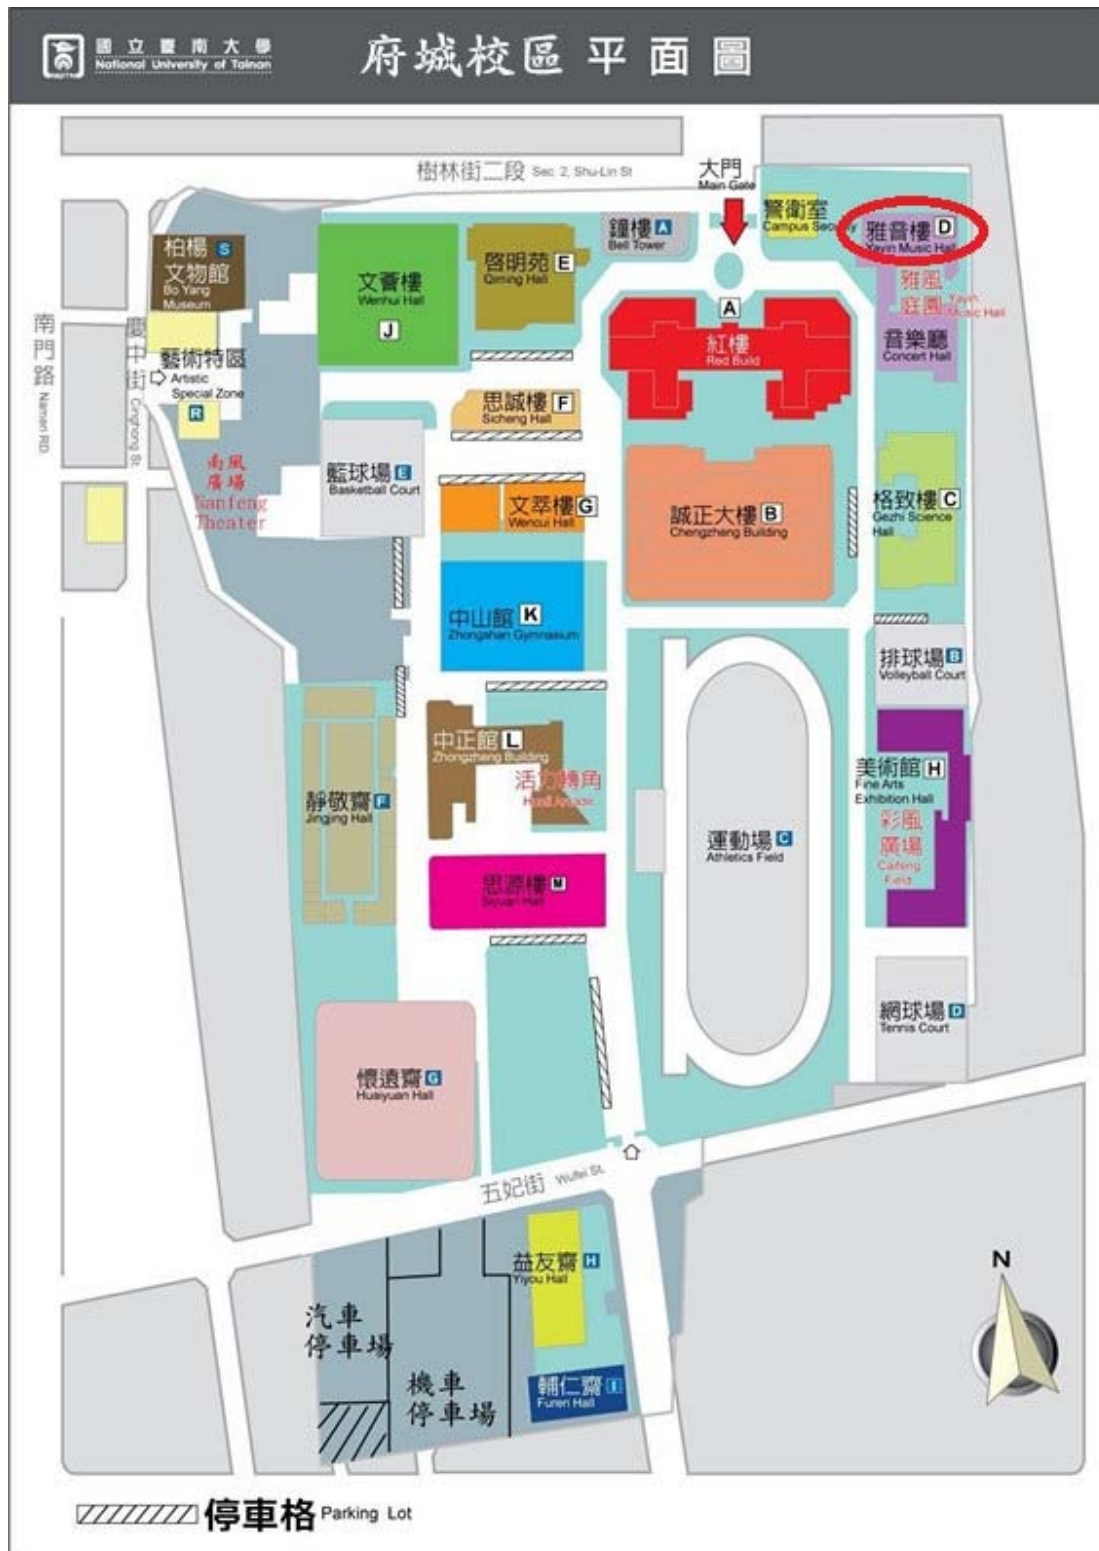 國立臺南大學
National University of Tainan
府城校區平面圖
樹林街二段 Sec. 2, Shu-Lin St
大門
Main Gate
警衛室
Campus Security
雅音樓 D
Yayin Music Hall
鐘樓 A
Bell Tower
柏楊 S
文物館
Bo Yang
Museum
文薈樓
Wenhui Hall
J
啓明苑 E
Qiming Hall
A
紅樓
Red Build
雅風
庭園 Yayin
Music Hall
音樂廳
Concert Hall
南門路 Nanmen RD
慶中街 Cinghong St.
藝術特區
Artistic
Special Zone
R
思誠樓 F
Sicheng Hall
南風
廣場
Nanfeng
Theater
籃球場 E
Basketball Court
文萃樓 G
Wencui Hall
誠正大樓 B
Chengzheng Building
格致樓 C
Gezhi Science
Hall
中山館 K
Zhongshan Gymnasium
排球場 B
Volleyball Court
中正館 L
Zhongzheng Building
活力轉角
美術館 H
Fine Arts
Exhibition Hall
彩風
廣場
Caifeng
Field
靜敬齋 F
Jingjing Hall
運動場 C
Athletics Field
思源樓 M
Siyuan Hall
網球場 D
Tennis Court
懷遠齋 G
Huaiyuan Hall
五妃街 Wufei St.
益友齋 H
Yiyou Hall
N
汽車
停車場
機車
停車場
輔仁齋 I
Furen Hall
停車格 Parking Lot